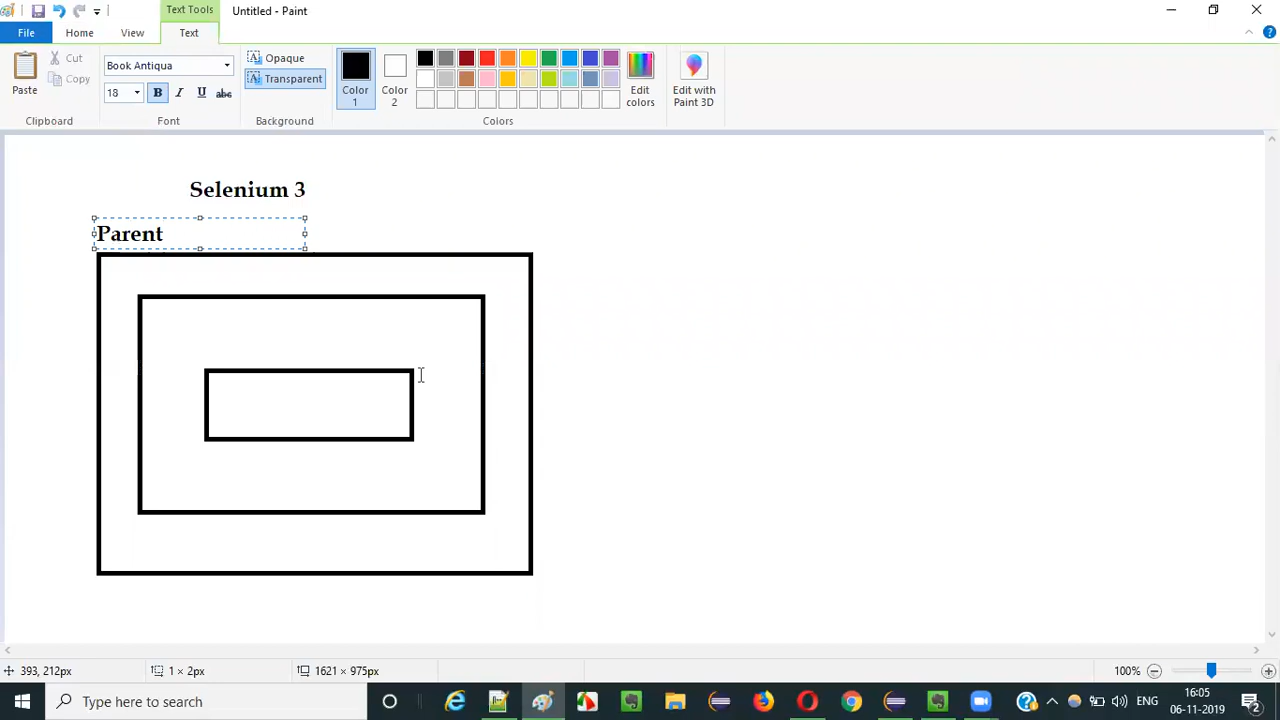 Text Tools
Untitled - Paint
File
Home
View
Text
Paste
Cut
Copy
Clipboard
Book Antiqua
18
B
I
U
abc
Font
Opaque
Transparent
Background
Color 1
Color 2
Edit colors
Colors
Edit with Paint 3D
Selenium 3
Parent
393, 212px
1 × 2px
1621 × 975px
100%
Type here to search
ENG
16:05
06-11-2019
2